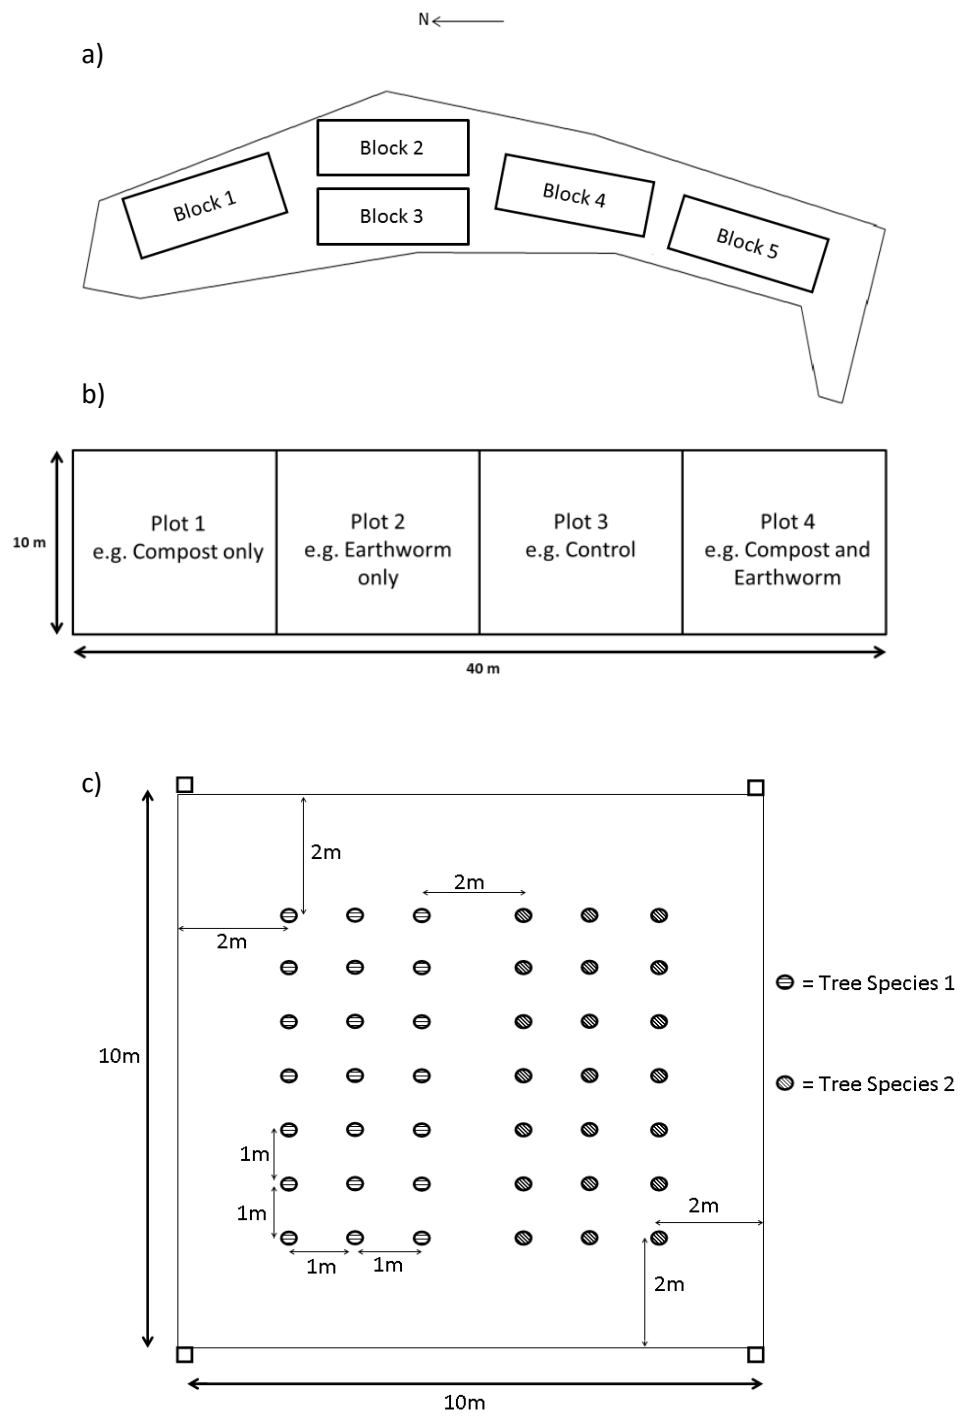 N
a)
Block 2
Block 1
Block 3
Block 4
Block 5
b)
10 m
Plot 1
e.g. Compost only
Plot 2
e.g. Earthworm
only
Plot 3
e.g. Control
Plot 4
e.g. Compost and
Earthworm
40 m
c)
2m
2m
2m
= Tree Species 1
10m
= Tree Species 2
1m
1m
2m
1m
1m
2m
10m